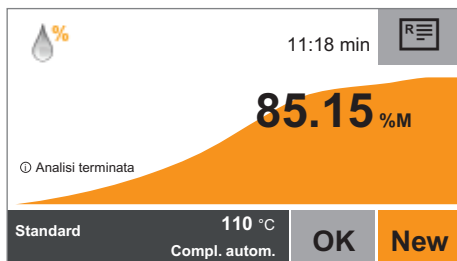 %
11:18 min
R
85.15 %M
ⓘ Analisi terminata
Standard
110 °C
Compl. autom.
OK
New